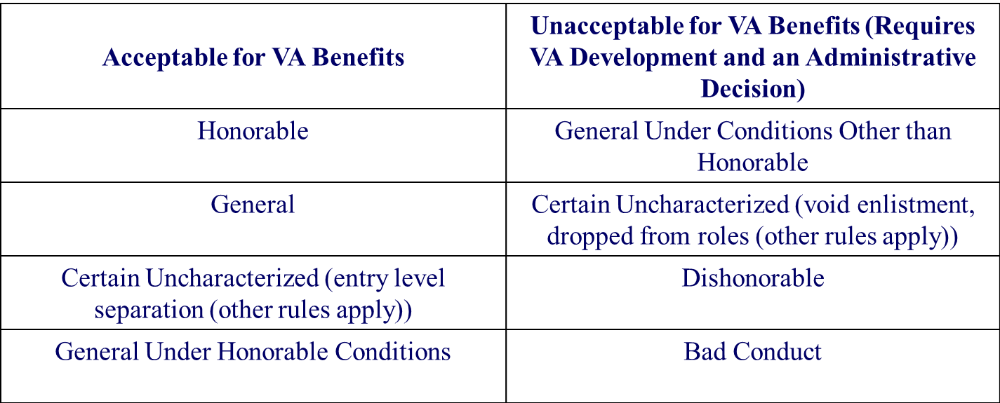 Acceptable for VA Benefits
Unacceptable for VA Benefits (Requires
VA Development and an Administrative
Decision)
Honorable
General Under Conditions Other than
Honorable
General
Certain Uncharacterized (void enlistment,
dropped from roles (other rules apply))
Certain Uncharacterized (entry level
separation (other rules apply))
Dishonorable
General Under Honorable Conditions
Bad Conduct